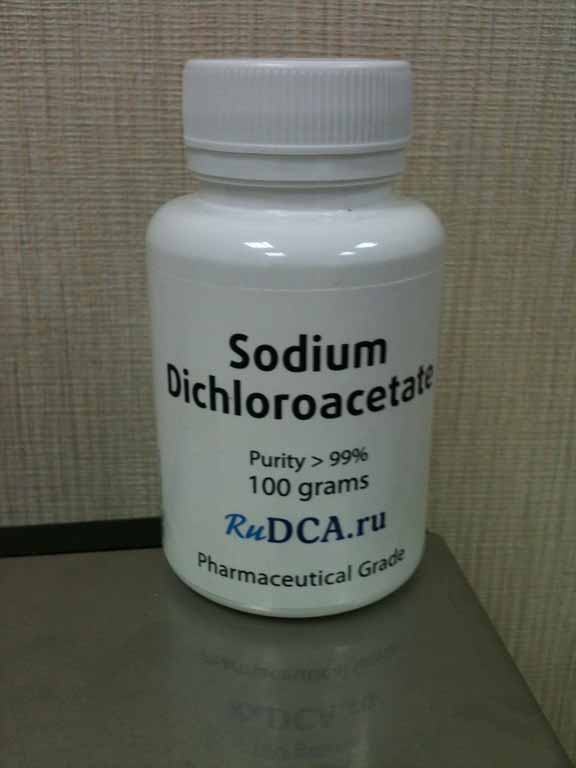 Sodium
Dichloroacetate
Purity > 99%
100 grams
RuDCA.ru
Pharmaceutical Grade